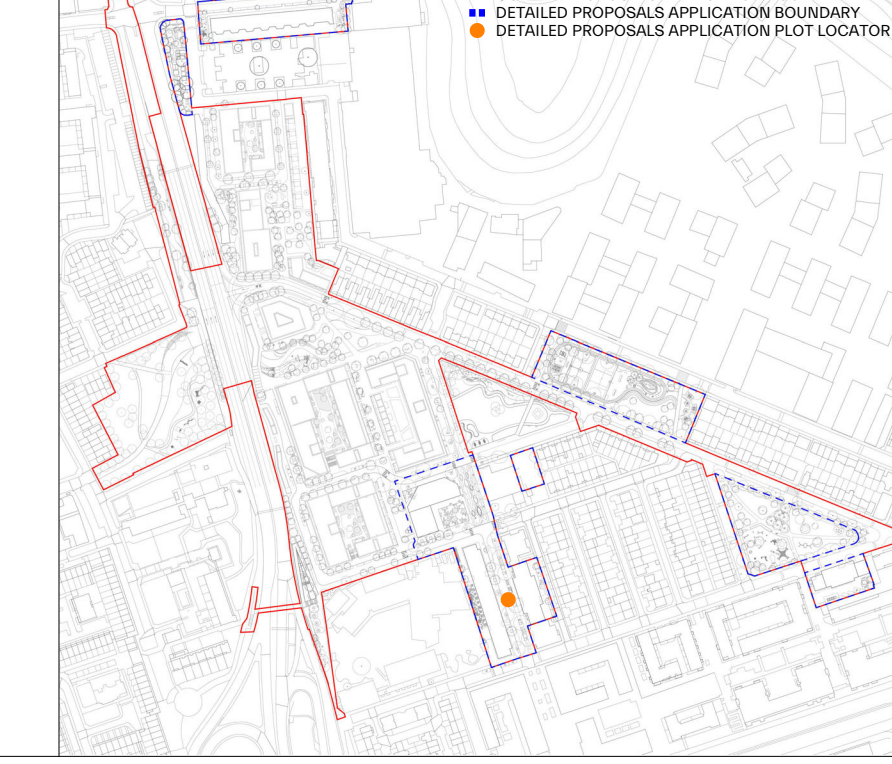 DETAILED PROPOSALS APPLICATION BOUNDARY
DETAILED PROPOSALS APPLICATION PLOT LOCATOR